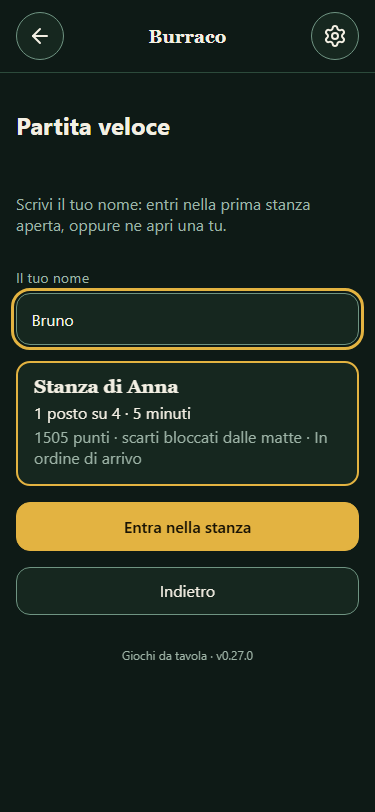 Burraco
Partita veloce
Scrivi il tuo nome: entri nella prima stanza
aperta, oppure ne apri una tu.
Il tuo nome
Bruno
Stanza di Anna
1 posto su 4 · 5 minuti
1505 punti · scarti bloccati dalle matte · In
ordine di arrivo
Entra nella stanza
Indietro
Giochi da tavola · v0.27.0